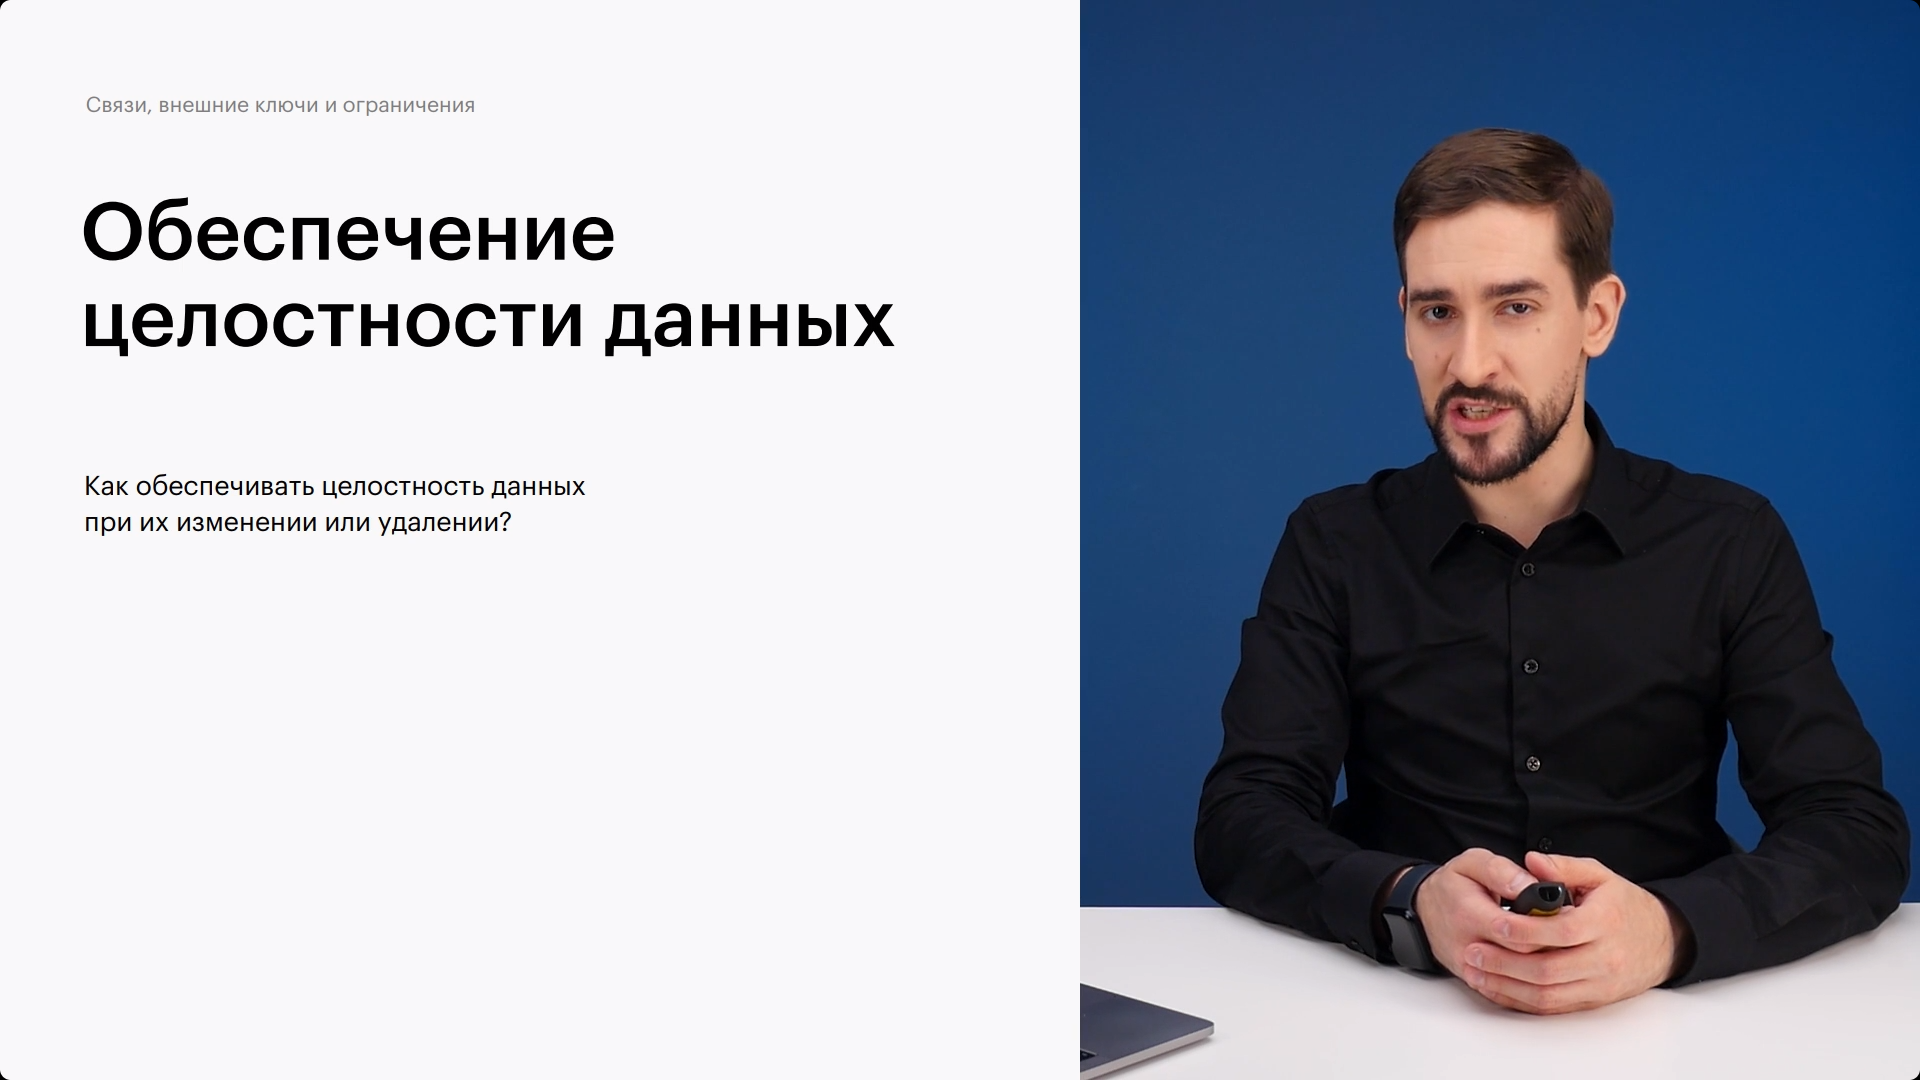 Связи, внешние ключи и ограничения
Обеспечение
целостности данных
Как обеспечивать целостность данных
при их изменении или удалении?